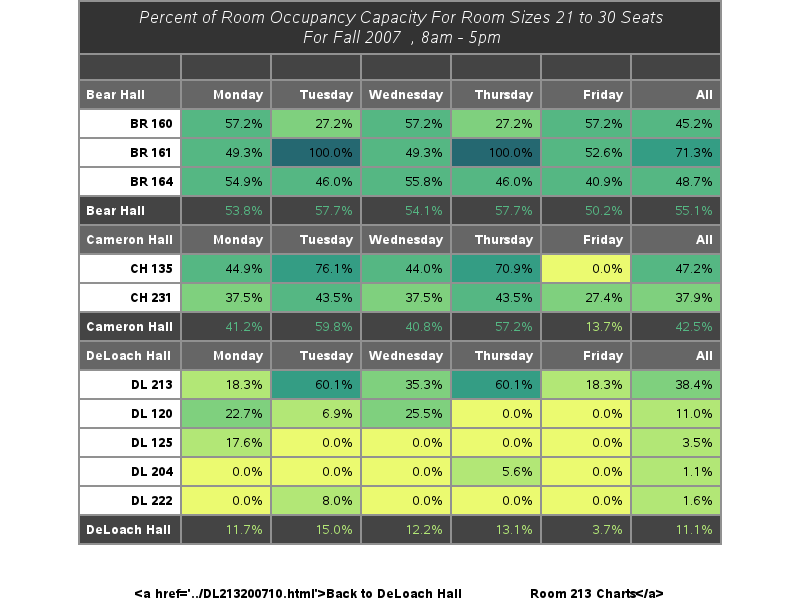 Percent of Room Occupancy Capacity For Room Sizes 21 to 30 Seats
For Fall 2007 , 8am - 5pm
Bear Hall Monday Tuesday Wednesday Thursday Friday All
BR 160 57.2% 27.2% 57.2% 27.2% 57.2% 45.2%
BR 161 49.3% 100.0% 49.3% 100.0% 52.6% 71.3%
BR 164 54.9% 46.0% 55.8% 46.0% 40.9% 48.7%
Bear Hall 53.8% 57.7% 54.1% 57.7% 50.2% 55.1%
Cameron Hall Monday Tuesday Wednesday Thursday Friday All
CH 135 44.9% 76.1% 44.0% 70.9% 0.0% 47.2%
CH 231 37.5% 43.5% 37.5% 43.5% 27.4% 37.9%
Cameron Hall 41.2% 59.8% 40.8% 57.2% 13.7% 42.5%
DeLoach Hall Monday Tuesday Wednesday Thursday Friday All
DL 213 18.3% 60.1% 35.3% 60.1% 18.3% 38.4%
DL 120 22.7% 6.9% 25.5% 0.0% 0.0% 11.0%
DL 125 17.6% 0.0% 0.0% 0.0% 0.0% 3.5%
DL 204 0.0% 0.0% 0.0% 5.6% 0.0% 1.1%
DL 222 0.0% 8.0% 0.0% 0.0% 0.0% 1.6%
DeLoach Hall 11.7% 15.0% 12.2% 13.1% 3.7% 11.1%
<a href='../DL213200710.html'>Back to DeLoach Hall Room 213 Charts</a>